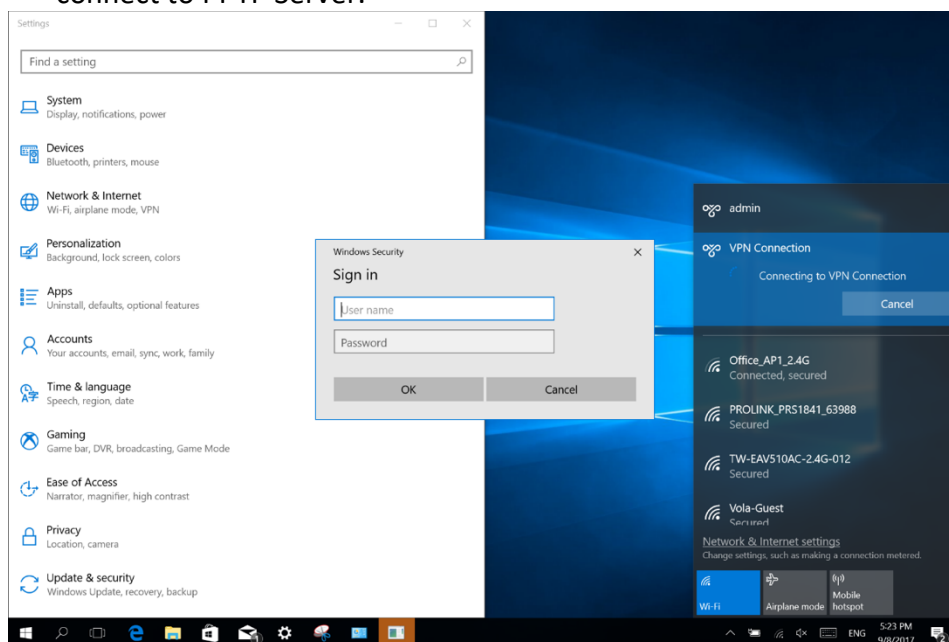 connect to PPTP Server.
Settings
Find a setting
System
Display, notifications, power
Devices
Bluetooth, printers, mouse
Network & Internet
Wi-Fi, airplane mode, VPN
Personalization
Background, lock screen, colors
Apps
Uninstall, defaults, optional features
Accounts
Your accounts, email, sync, work, family
Time & language
Speech, region, date
Gaming
Game bar, DVR, broadcasting, Game Mode
Ease of Access
Narrator, magnifier, high contrast
Privacy
Location, camera
Update & security
Windows Update, recovery, backup
Windows Security
Sign in
User name
Password
OK Cancel
admin
VPN Connection
Connecting to VPN Connection
Cancel
Office_AP1_2.4G
Connected, secured
PROLINK_PRS1841_63988
Secured
TW-EAV510AC-2.4G-012
Secured
Vola-Guest
Secured
Network & Internet settings
Change settings, such as making a connection metered.
Wi-Fi Airplane mode Mobile hotspot
ENG 5:23 PM
9/8/2017